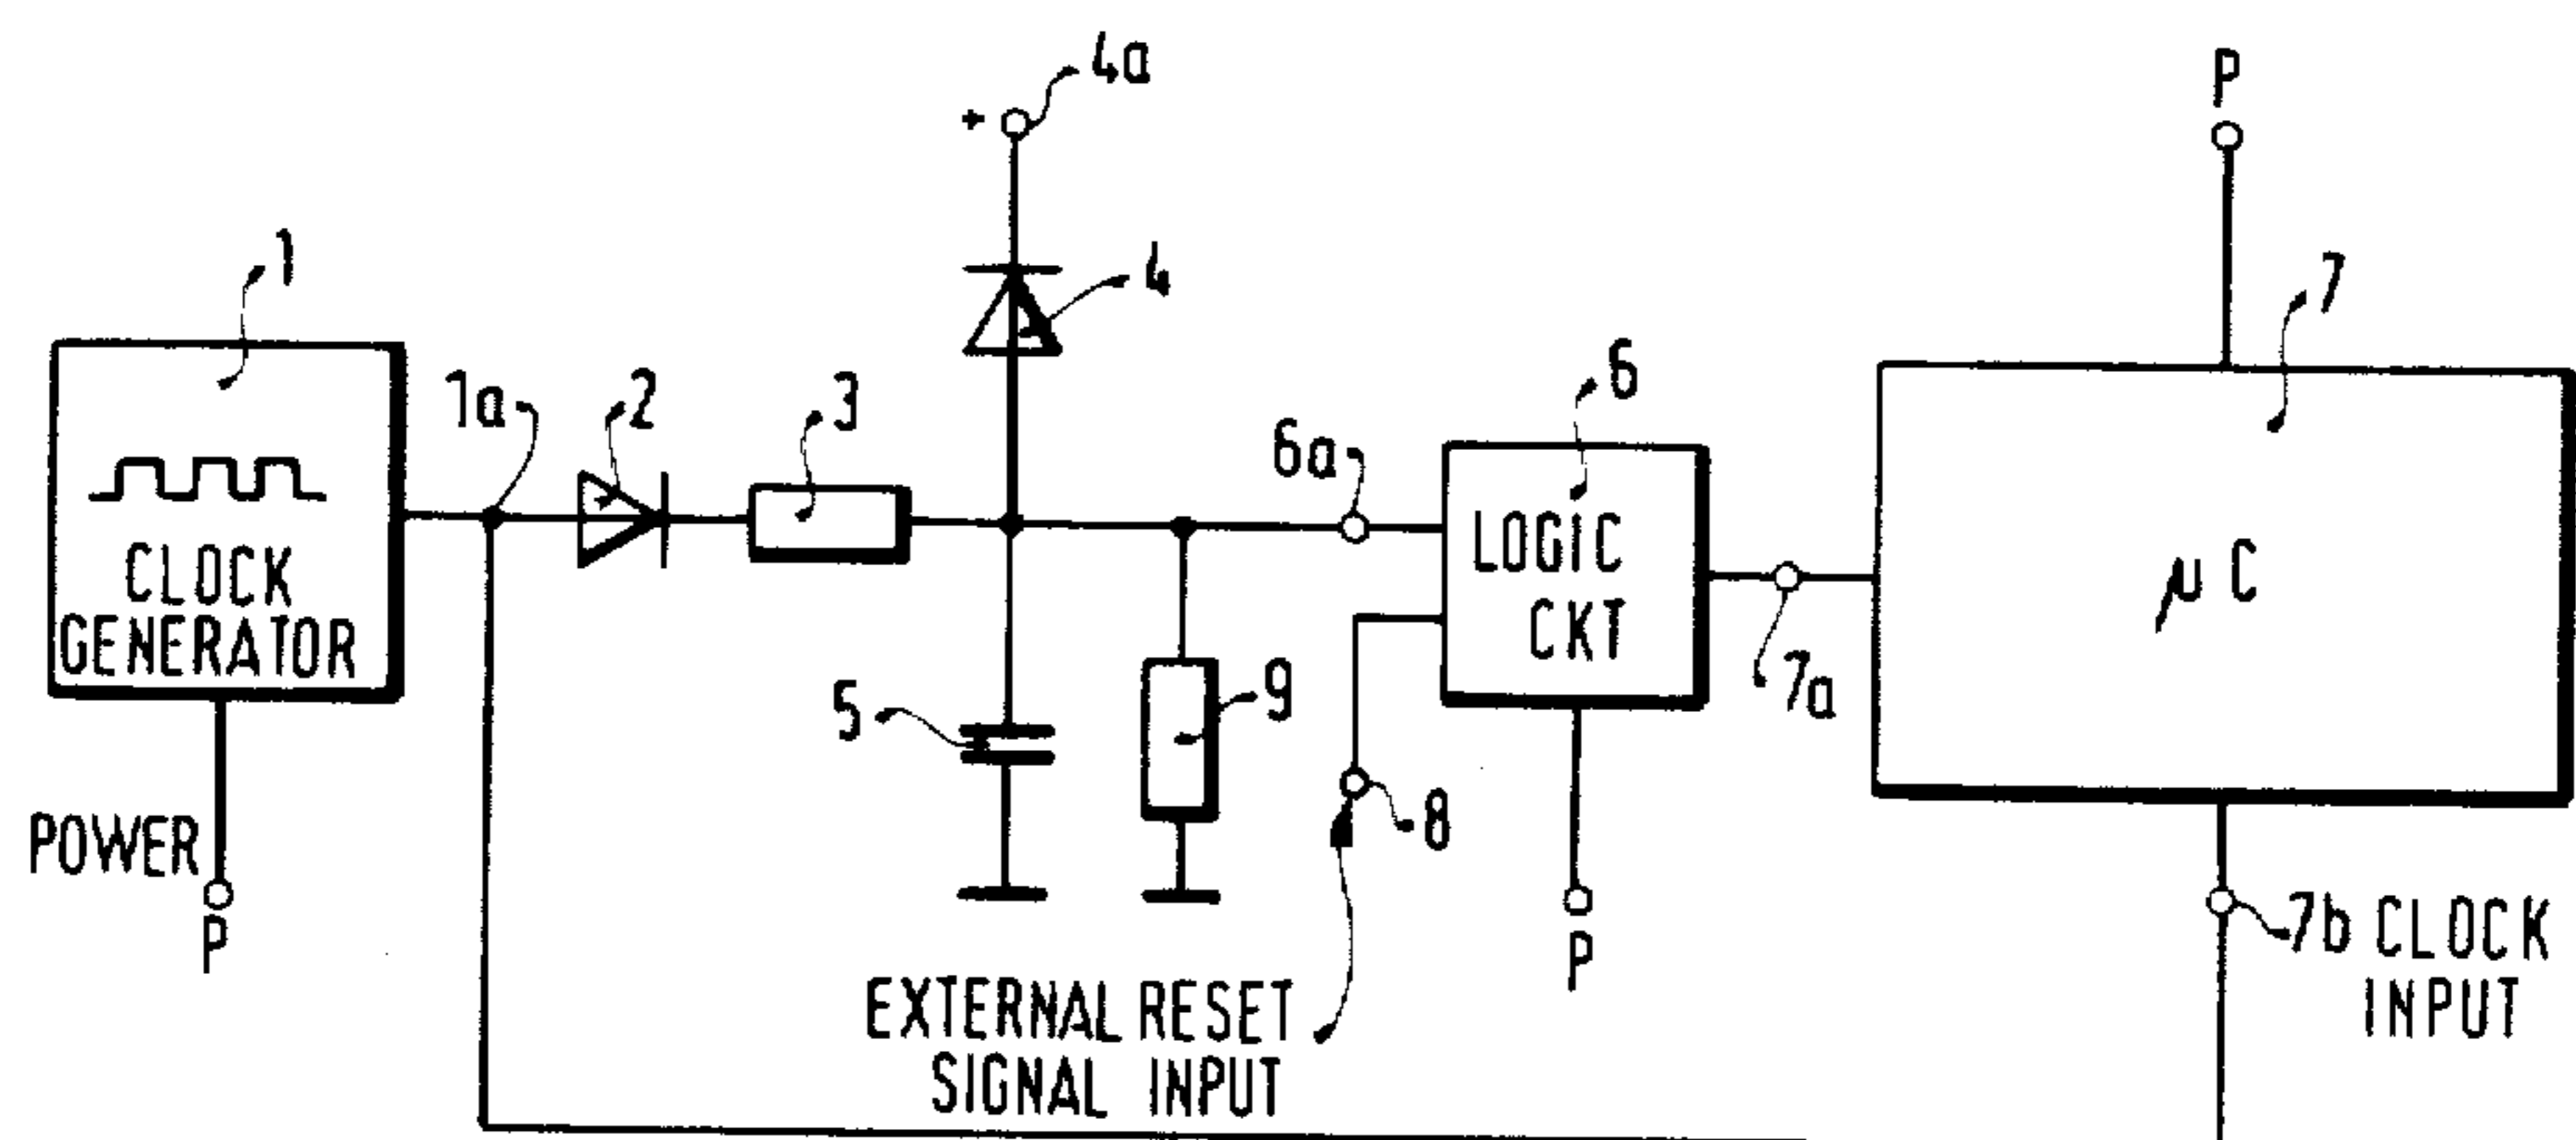 4a
+
P
1
4
7
1a
2
3
6
6a
CLOCK
GENERATOR
LOGIC
CKT
μC
5
9
7a
8
POWER
P
P
7b CLOCK
INPUT
EXTERNAL RESET
SIGNAL INPUT